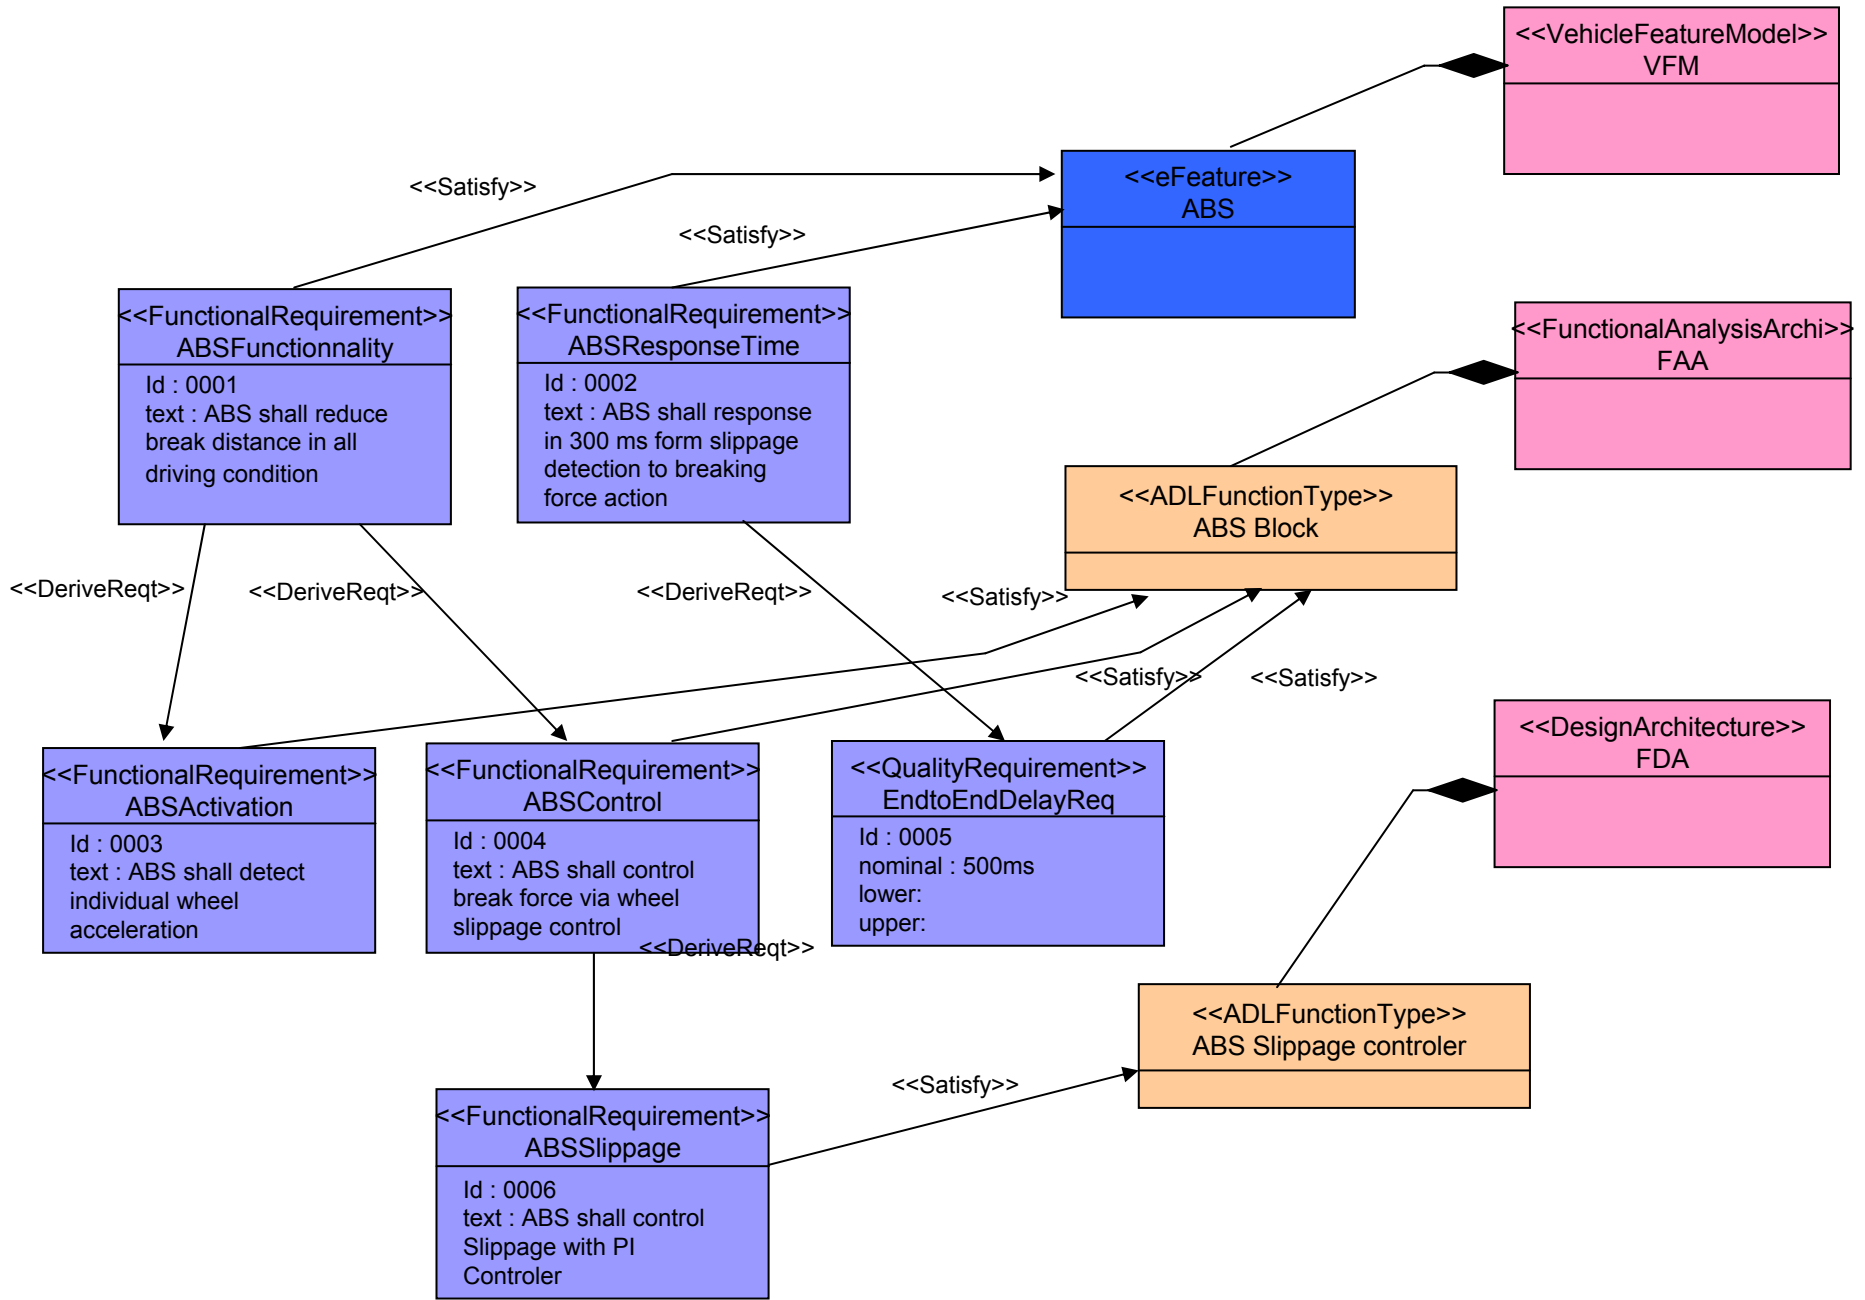 <<VehicleFeatureModel>>
VFM
<<Satisfy>>
<<eFeature>>
ABS
<<Satisfy>>
<<FunctionalRequirement>>
ABSFunctionnality
Id : 0001
text : ABS shall reduce
break distance in all
driving condition
<<FunctionalRequirement>>
ABSResponseTime
Id : 0002
text : ABS shall response
in 300 ms form slippage
detection to breaking
force action
<<FunctionalAnalysisArchi>>
FAA
<<ADLFunctionType>>
ABS Block
<<DeriveReqt>>
<<DeriveReqt>>
<<DeriveReqt>>
<<Satisfy>>
<<Satisfy>>
<<Satisfy>>
<<DesignArchitecture>>
FDA
<<FunctionalRequirement>>
ABSActivation
Id : 0003
text : ABS shall detect
individual wheel
acceleration
<<FunctionalRequirement>>
ABSControl
Id : 0004
text : ABS shall control
break force via wheel
slippage control
<<QualityRequirement>>
EndtoEndDelayReq
Id : 0005
nominal : 500ms
lower:
upper:
<<DeriveReqt>>
<<ADLFunctionType>>
ABS Slippage controler
<<Satisfy>>
<<FunctionalRequirement>>
ABSSlippage
Id : 0006
text : ABS shall control
Slippage with PI
Controler